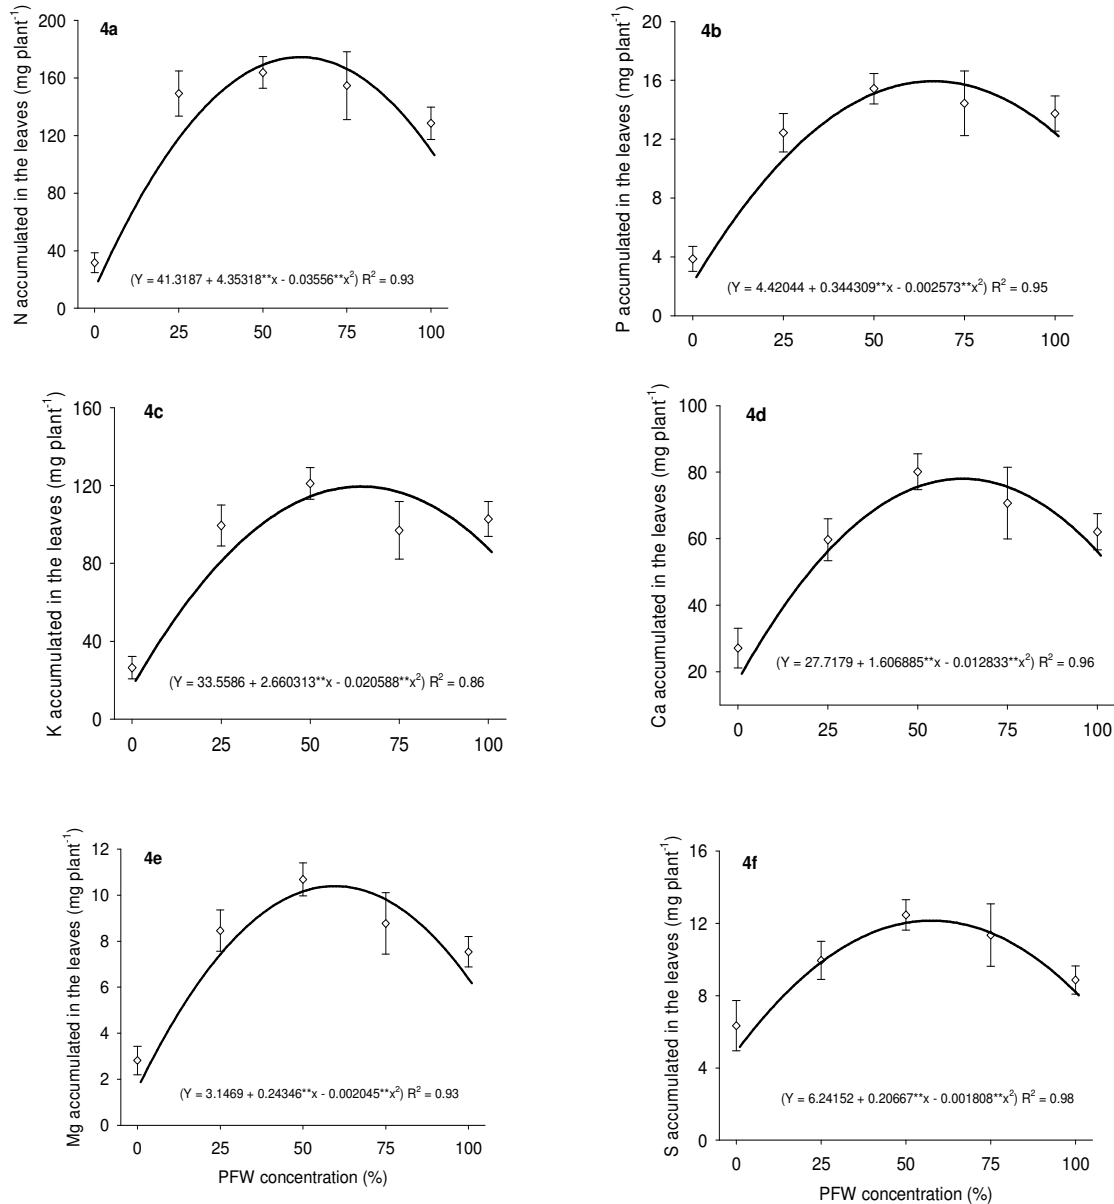 4a
N accumulated in the leaves (mg plant⁻¹)
200
160
120
80
40
0
(Y = 41.3187 + 4.35318**x - 0.03556**x²) R² = 0.93
0 25 50 75 100
4b
P accumulated in the leaves (mg plant⁻¹)
20
16
12
8
4
0
(Y = 4.42044 + 0.344309**x - 0.002573**x²) R² = 0.95
0 25 50 75 100
4c
K accumulated in the leaves (mg plant⁻¹)
160
120
80
40
0
(Y = 33.5586 + 2.660313**x - 0.020588**x²) R² = 0.86
0 25 50 75 100
4d
Ca accumulated in the leaves (mg plant⁻¹)
100
80
60
40
20
(Y = 27.7179 + 1.606885**x - 0.012833**x²) R² = 0.96
0 25 50 75 100
4e
Mg accumulated in the leaves (mg plant⁻¹)
12
10
8
6
4
2
0
(Y = 3.1469 + 0.24346**x - 0.002045**x²) R² = 0.93
0 25 50 75 100
PFW concentration (%)
4f
S accumulated in the leaves (mg plant⁻¹)
16
12
8
4
0
(Y = 6.24152 + 0.20667**x - 0.001808**x²) R² = 0.98
0 25 50 75 100
PFW concentration (%)